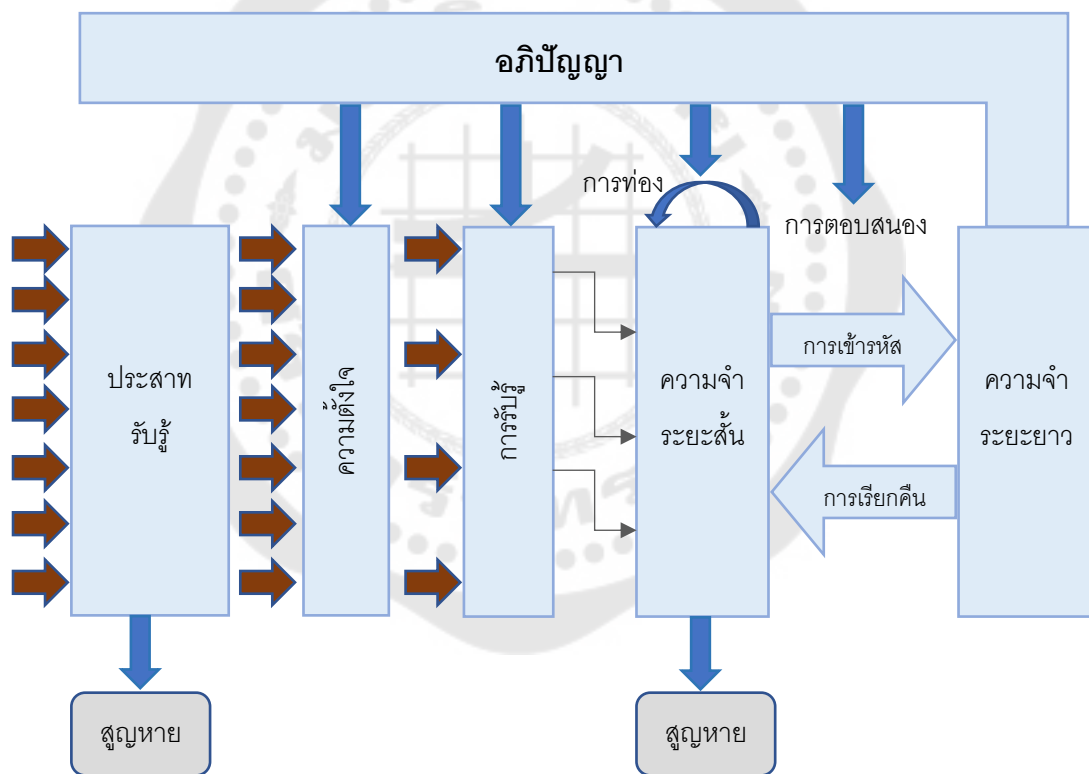 อภิปัญญา
การท่อง
การตอบสนอง
ประสาท
รับรู้
ความตั้งใจ
การรับรู้
ความจำ
ระยะสั้น
การเข้ารหัส
การเรียกคืน
ความจำ
ระยะยาว
สูญหาย
สูญหาย